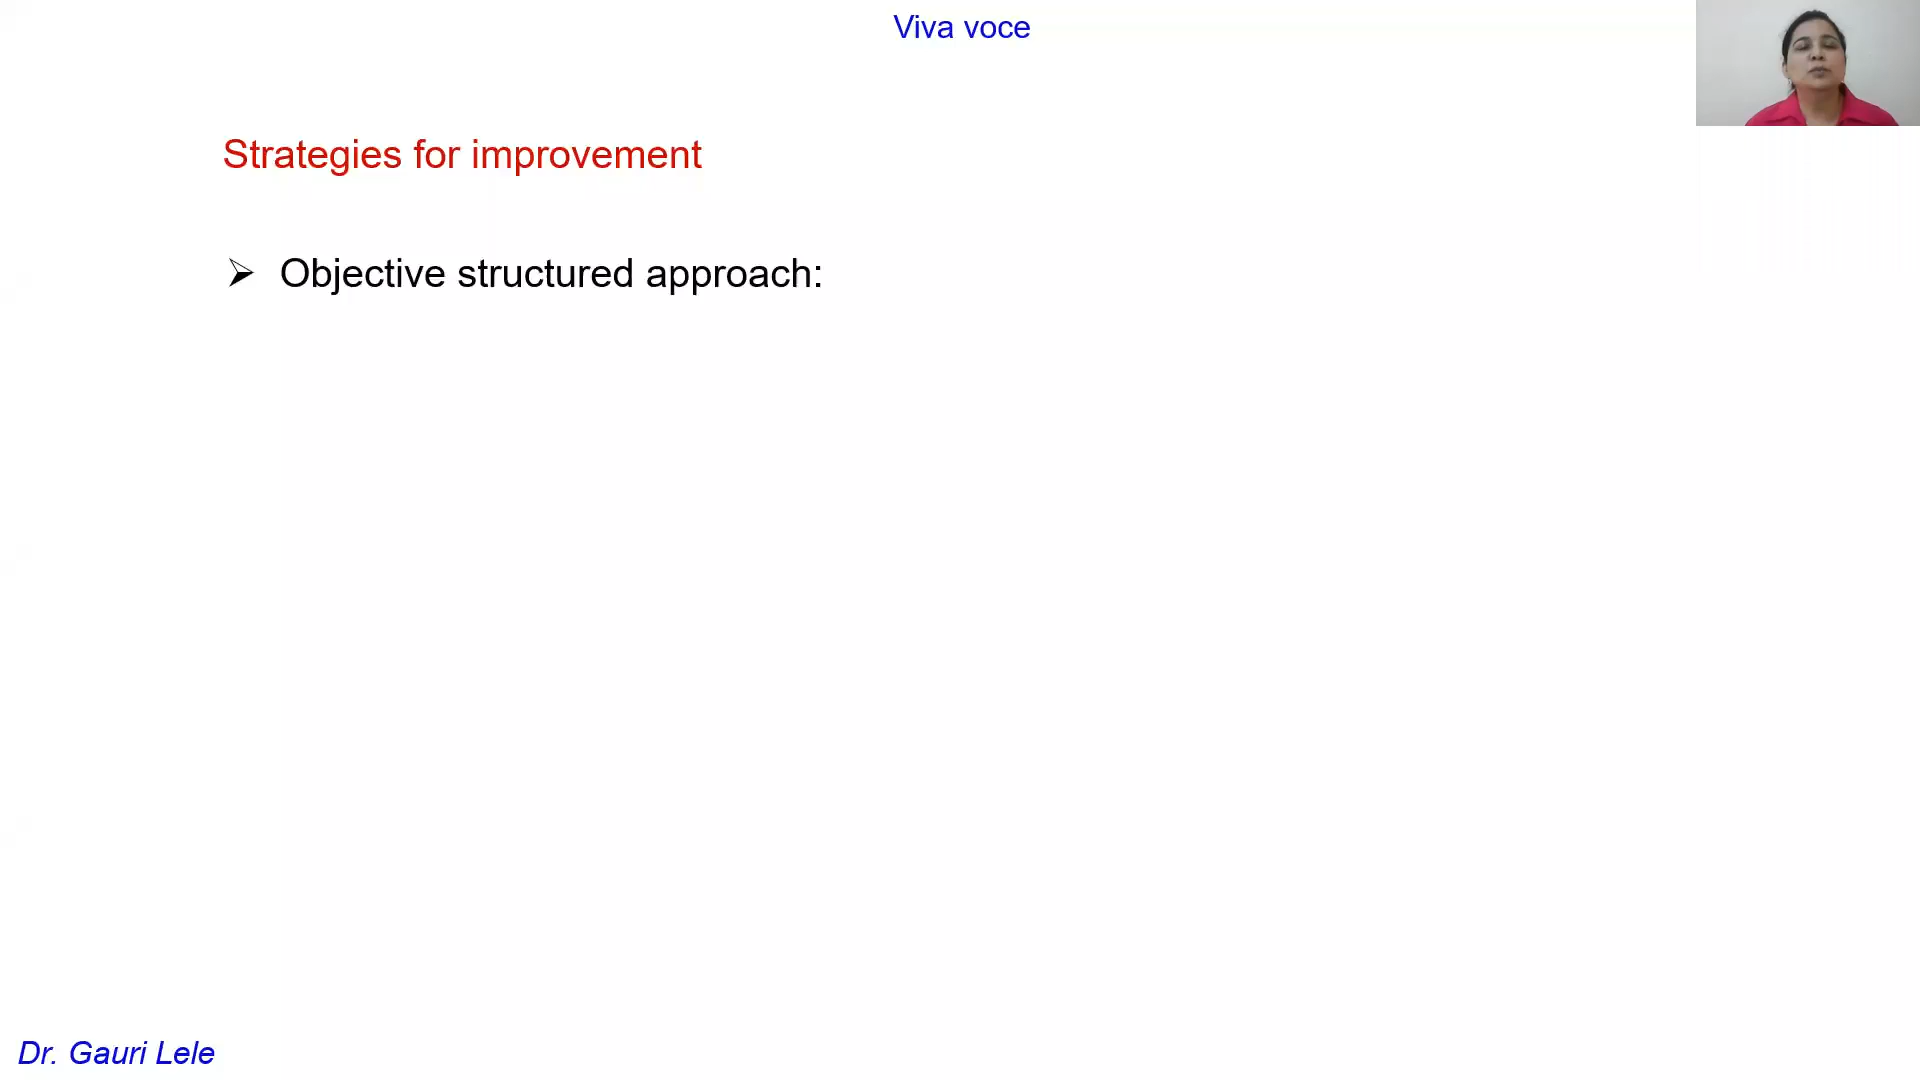 Viva voce
Strategies for improvement
➢ Objective structured approach:
Dr. Gauri Lele